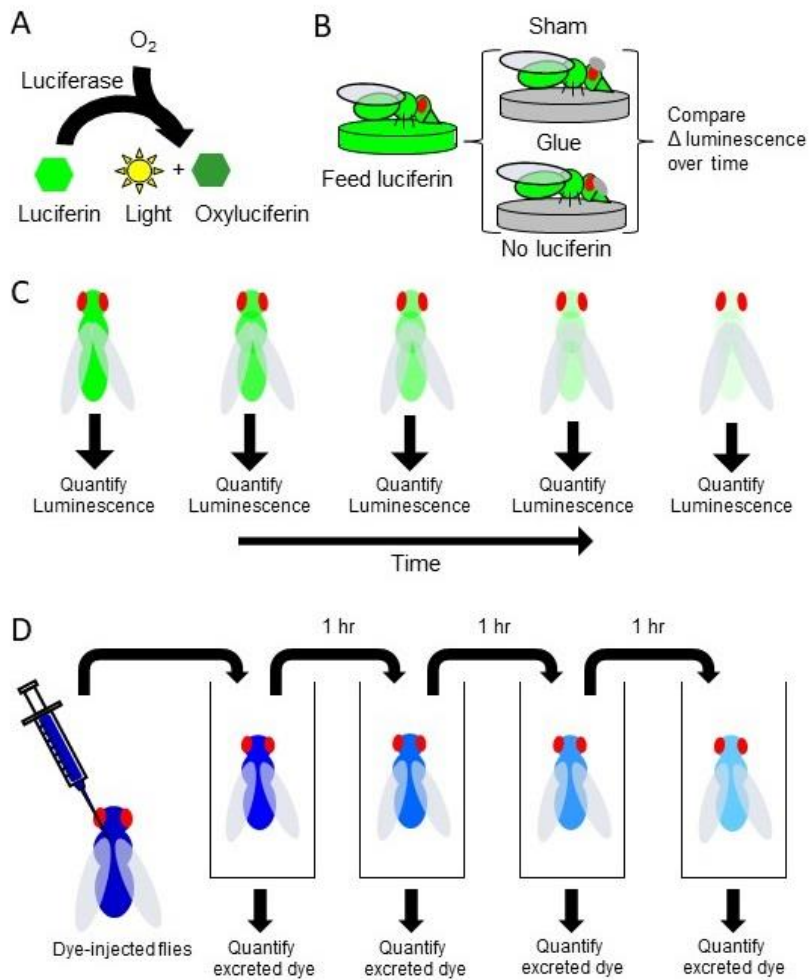 A
O2
Luciferase
Luciferin
Light
+
Oxyluciferin
B
Sham
Feed luciferin
Glue
No luciferin
Compare
Δ luminescence
over time
C
Quantify
Luminescence
Quantify
Luminescence
Quantify
Luminescence
Quantify
Luminescence
Quantify
Luminescence
Time
D
1 hr
1 hr
1 hr
Dye-injected flies
Quantify
excreted dye
Quantify
excreted dye
Quantify
excreted dye
Quantify
excreted dye